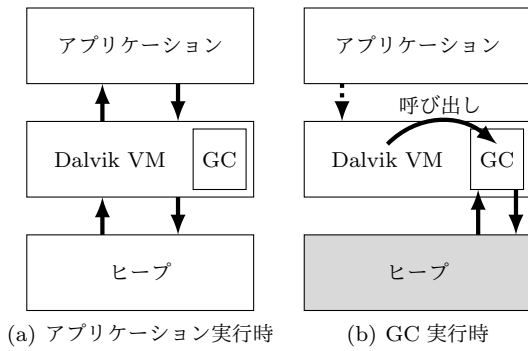 アプリケーション
Dalvik VM
GC
ヒープ
(a) アプリケーション実行時
アプリケーション
呼び出し
Dalvik VM
GC
ヒープ
(b) GC 実行時